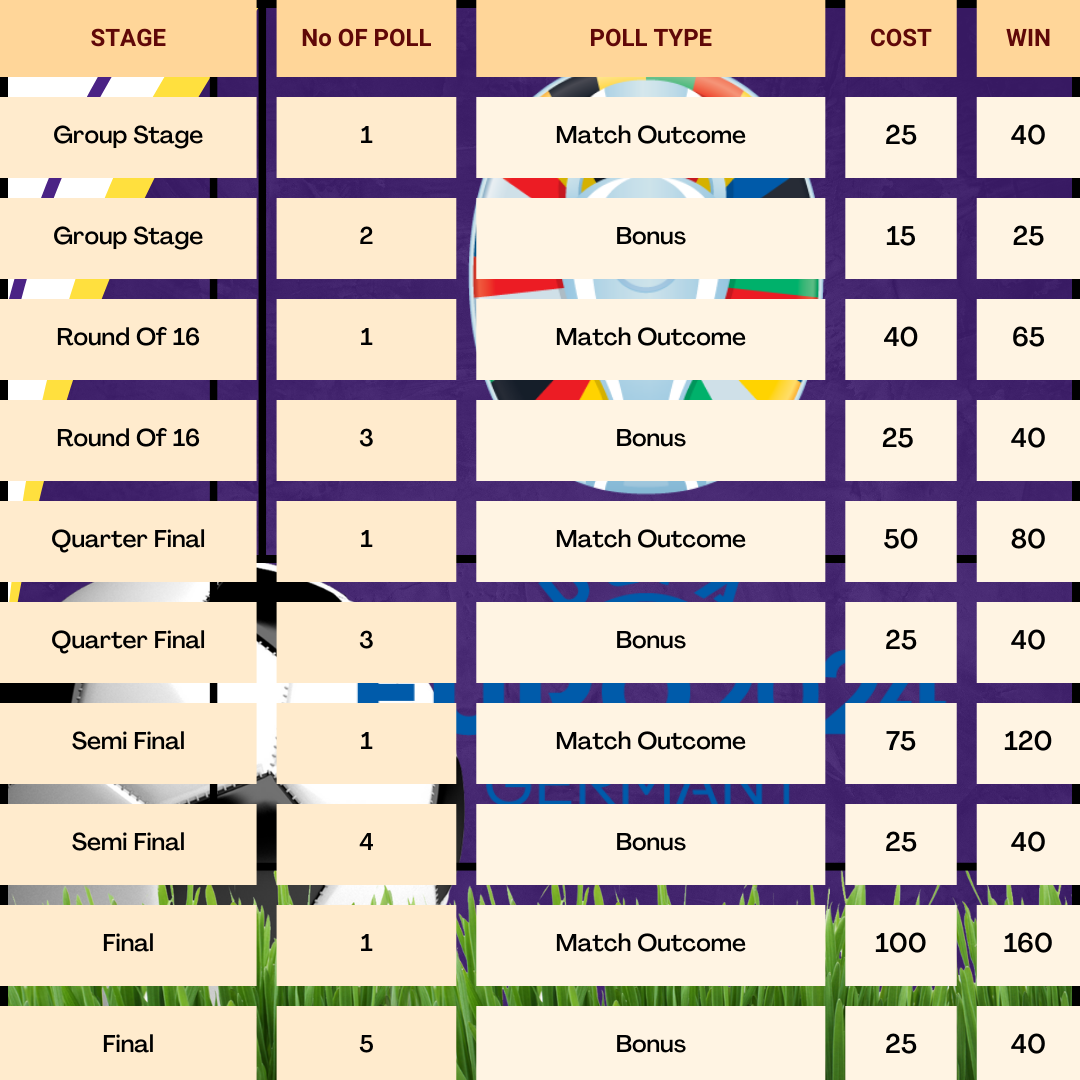 STAGE No OF POLL POLL TYPE COST WIN
Group Stage 1 Match Outcome 25 40
Group Stage 2 Bonus 15 25
Round Of 16 1 Match Outcome 40 65
Round Of 16 3 Bonus 25 40
Quarter Final 1 Match Outcome 50 80
Quarter Final 3 Bonus 25 40
Semi Final 1 Match Outcome 75 120
Semi Final 4 Bonus 25 40
Final 1 Match Outcome 100 160
Final 5 Bonus 25 40
EURO 2024
GERMANY